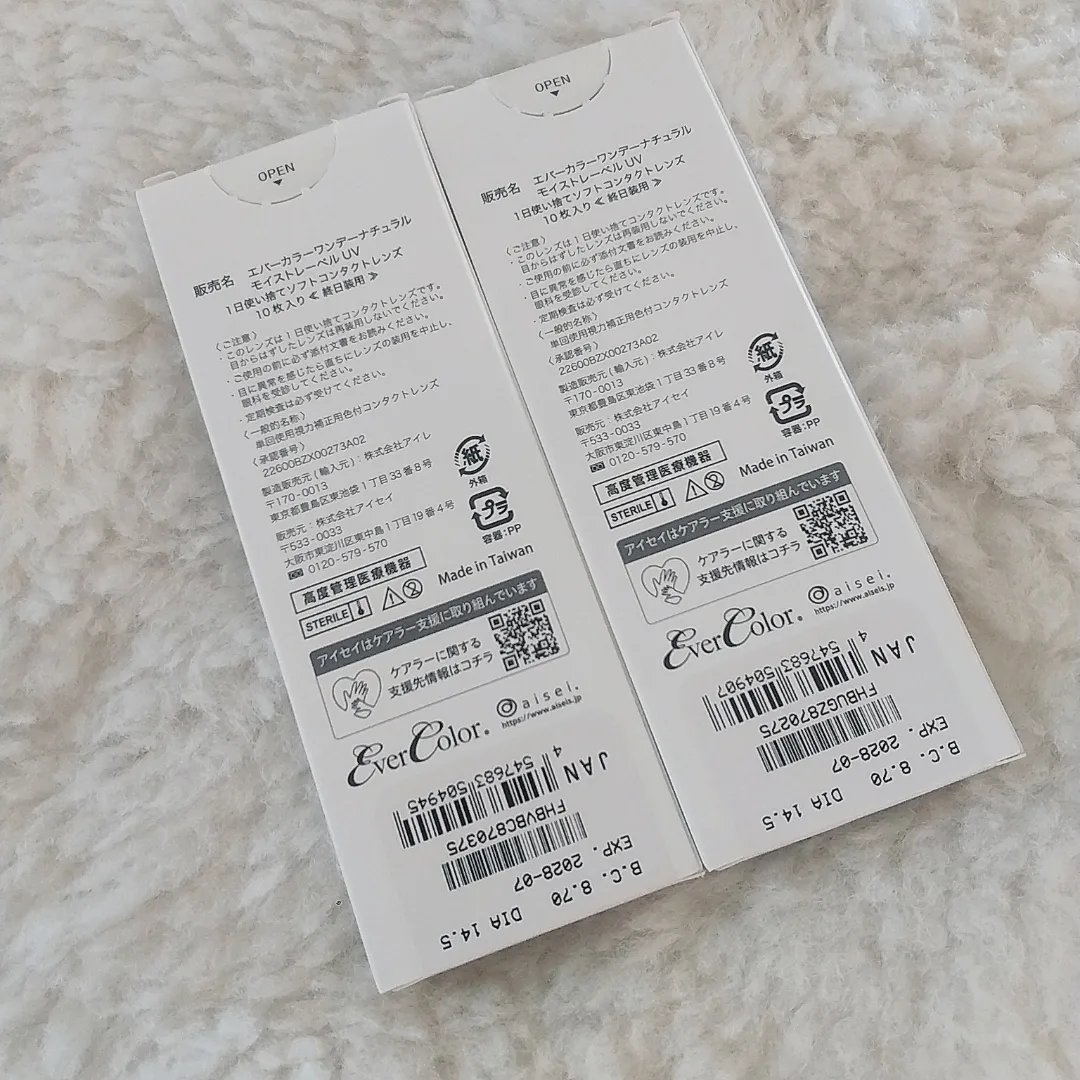 OPEN
販売名 エバーカラーワンデーナチュラル
モイストレーベル UV
1日使い捨てソフトコンタクトレンズ
10枚入り ≪ 終日装用 ≫
〈ご注意〉
・このレンズは1日使い捨てコンタクトレンズです。
目からはずしたレンズは再装用しないでください。
・ご使用の前に必ず添付文書をお読みください。
・目に異常を感じたら直ちにレンズの装用を中止し、
眼科を受診してください。
・定期検査は必ず受けてください。
〈一般的名称〉
単回使用視力補正用色付コンタクトレンズ
〈承認番号〉
22600BZX00273A02
製造販売元（輸入元）：株式会社アイレ
〒170-0013
東京都豊島区東池袋1丁目33番8号
販売元：株式会社アイセイ
〒533-0033
大阪市東淀川区東中島1丁目19番4号
0120-579-570
紙
外箱
プラ
容器：PP
高度管理医療機器
STERILE
Made in Taiwan
アイセイはケアラー支援に取り組んでいます
ケアラーに関する
支援先情報はコチラ
EverColor®
aisei.
https://www.aiseis.jp
JAN
4 547683 504945
FHBVBC870375
EXP. 2028-07
B.C. 8.70 DIA 14.5
OPEN
販売名 エバーカラーワンデーナチュラル
モイストレーベル UV
1日使い捨てソフトコンタクトレンズ
10枚入り ≪ 終日装用 ≫
〈ご注意〉
・このレンズは1日使い捨てコンタクトレンズです。
目からはずしたレンズは再装用しないでください。
・ご使用の前に必ず添付文書をお読みください。
・目に異常を感じたら直ちにレンズの装用を中止し、
眼科を受診してください。
・定期検査は必ず受けてください。
〈一般的名称〉
単回使用視力補正用色付コンタクトレンズ
〈承認番号〉
22600BZX00273A02
製造販売元（輸入元）：株式会社アイレ
〒170-0013
東京都豊島区東池袋1丁目33番8号
販売元：株式会社アイセイ
〒533-0033
大阪市東淀川区東中島1丁目19番4号
0120-579-570
紙
外箱
プラ
容器：PP
高度管理医療機器
STERILE
Made in Taiwan
アイセイはケアラー支援に取り組んでいます
ケアラーに関する
支援先情報はコチラ
EverColor®
aisei.
https://www.aiseis.jp
JAN
4 547683 504907
FHBUGZ870275
EXP. 2028-07
B.C. 8.70 DIA 14.5